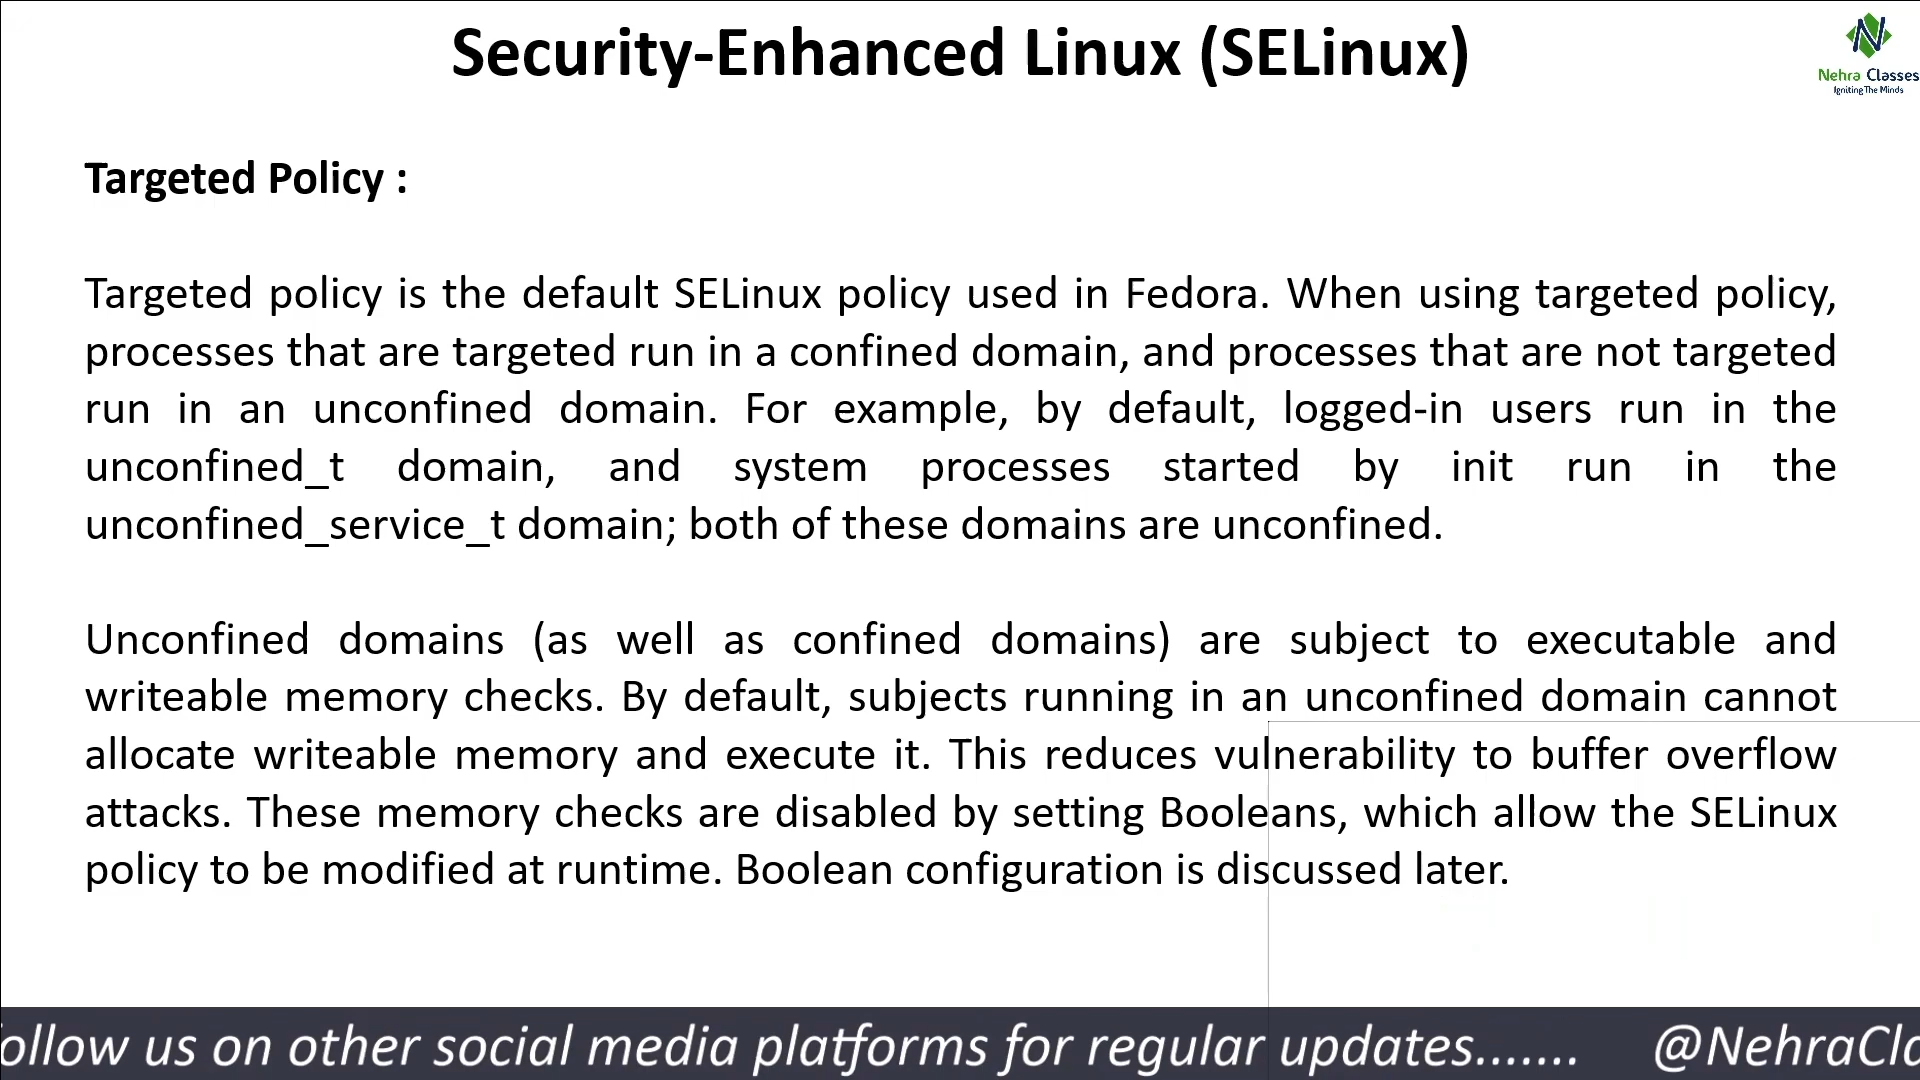 Security-Enhanced Linux (SELinux)
N
Nehra Classes
Igniting The Minds
Targeted Policy :
Targeted policy is the default SELinux policy used in Fedora. When using targeted policy,
processes that are targeted run in a confined domain, and processes that are not targeted
run in an unconfined domain. For example, by default, logged-in users run in the
unconfined_t domain, and system processes started by init run in the
unconfined_service_t domain; both of these domains are unconfined.
Unconfined domains (as well as confined domains) are subject to executable and
writeable memory checks. By default, subjects running in an unconfined domain cannot
allocate writeable memory and execute it. This reduces vulnerability to buffer overflow
attacks. These memory checks are disabled by setting Booleans, which allow the SELinux
policy to be modified at runtime. Boolean configuration is discussed later.
ollow us on other social media platforms for regular updates....... @NehraCla